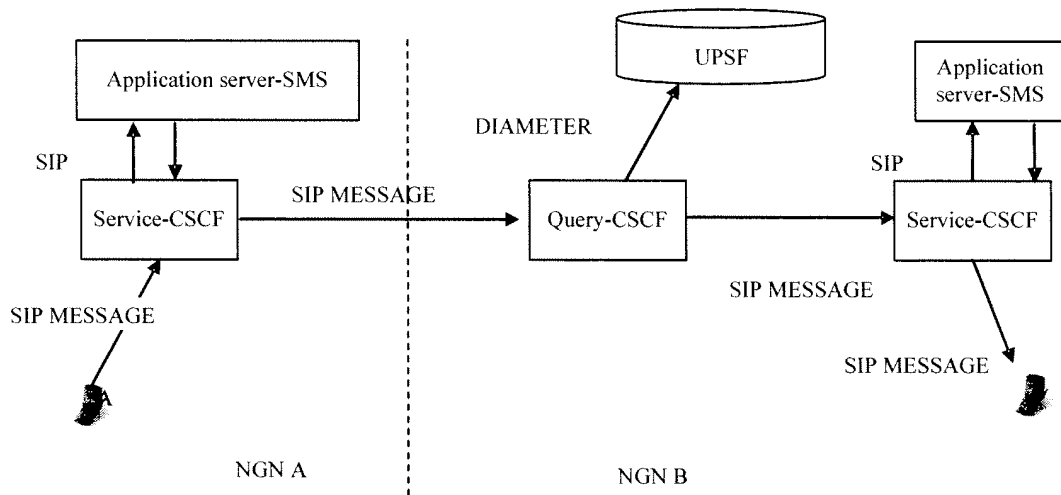 UPSF
Application server-SMS
Application
server-SMS
DIAMETER
SIP
SIP
SIP MESSAGE
Service-CSCF
Query-CSCF
Service-CSCF
SIP MESSAGE
SIP MESSAGE
SIP MESSAGE
A
NGN A
NGN B